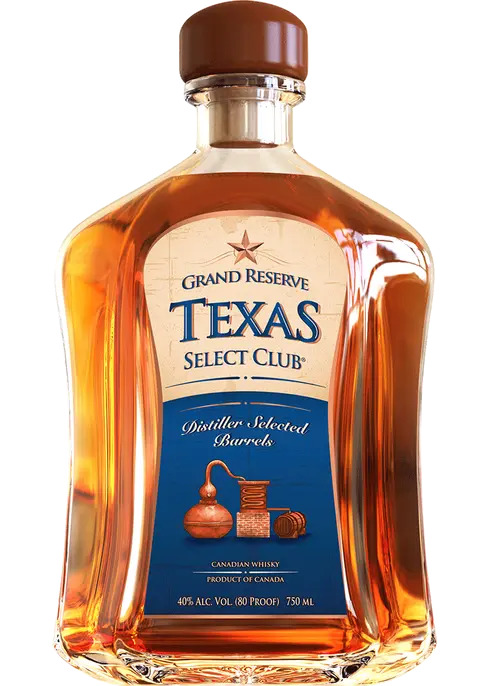 GRAND RESERVE
TEXAS
SELECT CLUB®
Distiller Selected
Barrels
CANADIAN WHISKY
PRODUCT OF CANADA
40% ALC. VOL. (80 PROOF) 750 ML